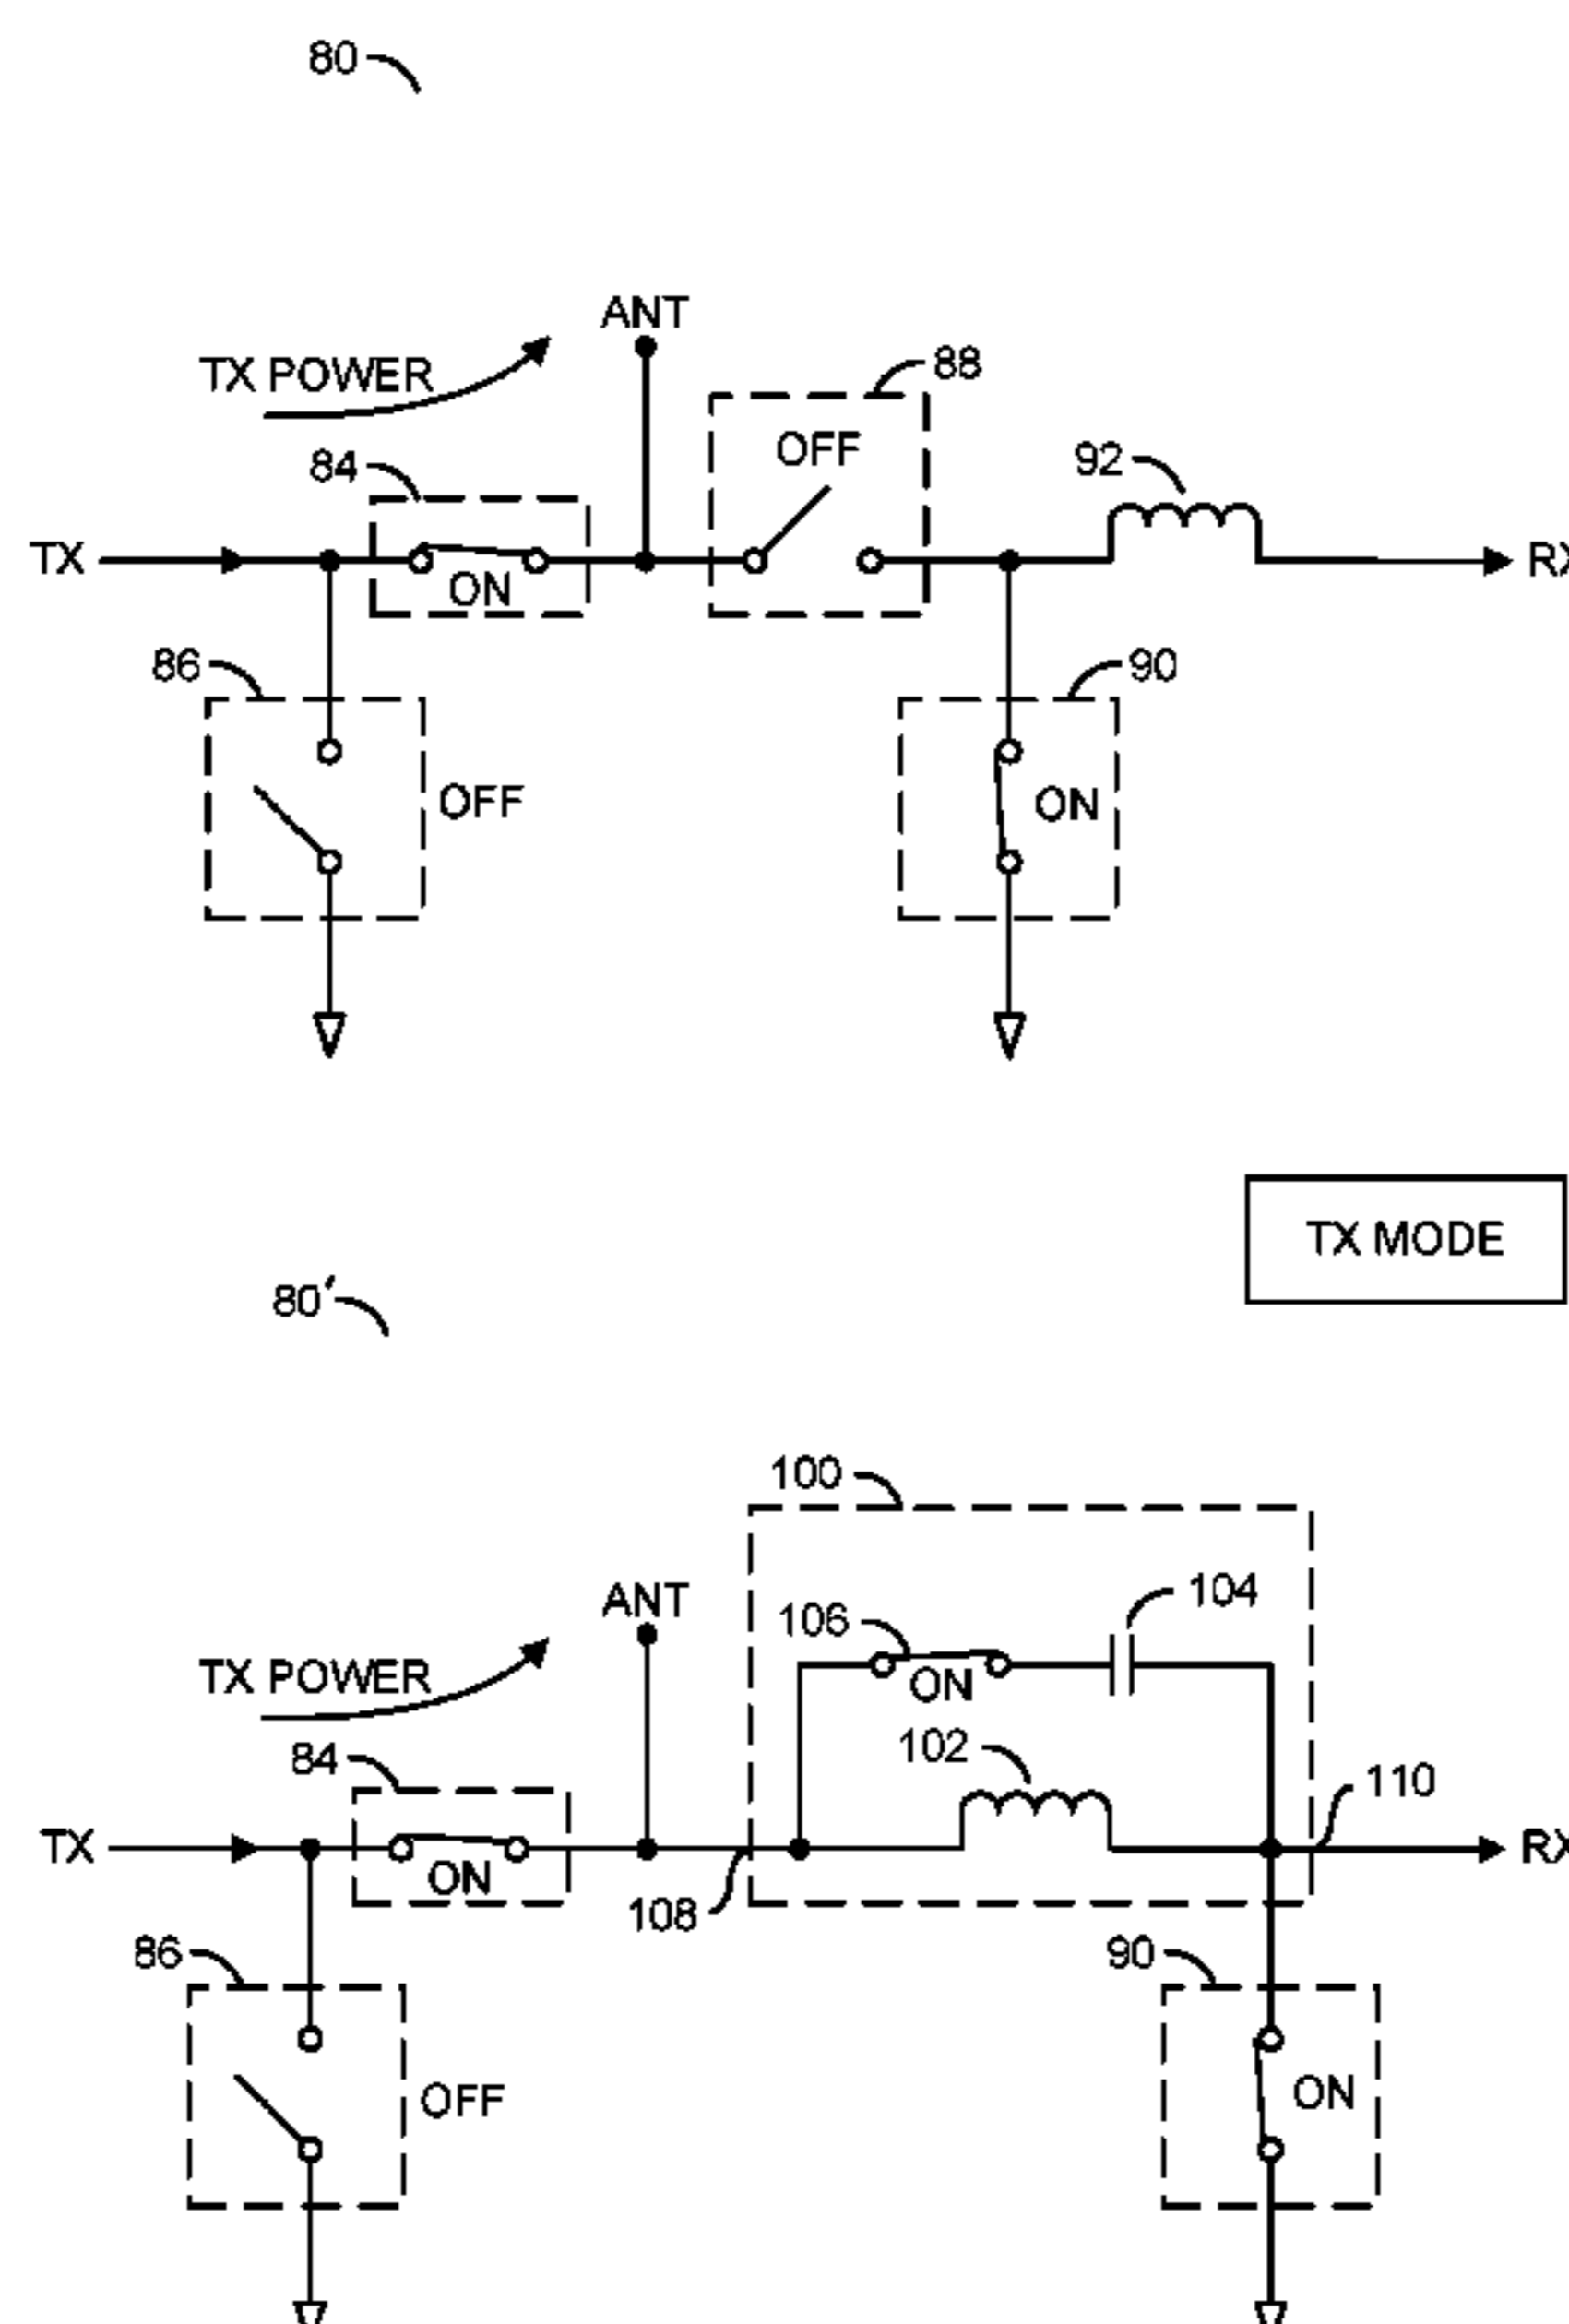 80
ANT
TX POWER
88
OFF
84
92
TX
ON
RX
86
90
OFF
ON
TX MODE
80'
100
ANT
104
106
TX POWER
ON
102
84
110
TX
ON
RX
108
86
90
OFF
ON